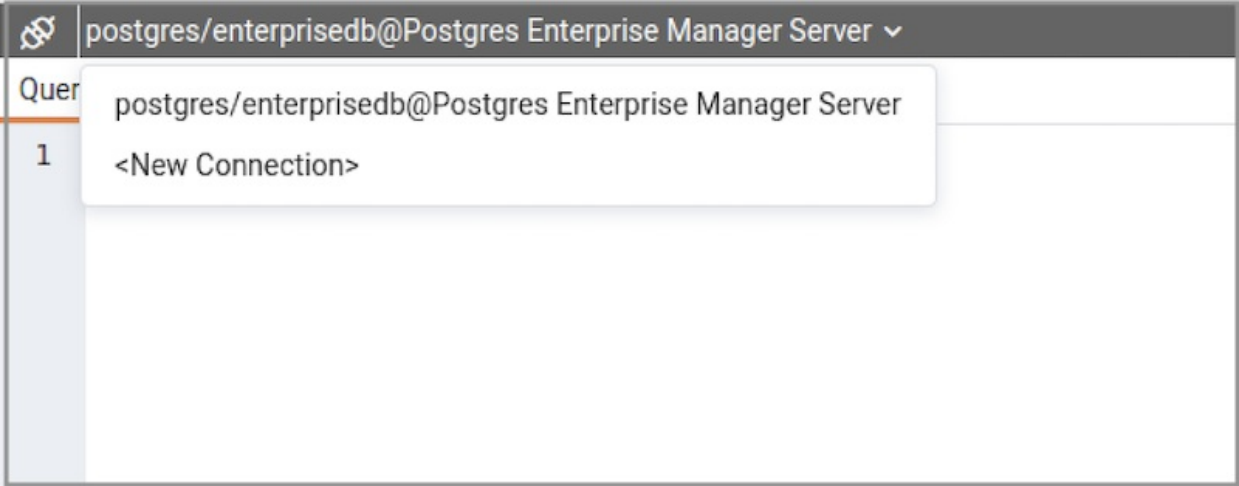 postgres/enterprisedb@Postgres Enterprise Manager Server
Quer
postgres/enterprisedb@Postgres Enterprise Manager Server
1
<New Connection>